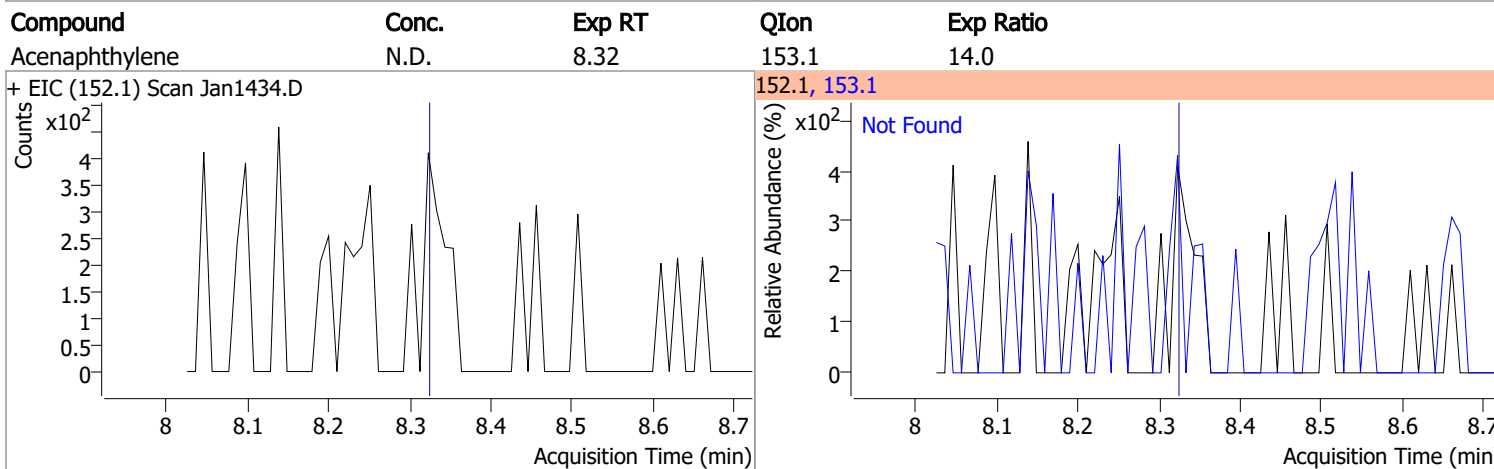 Compound Conc. Exp RT QIon Exp Ratio
Acenaphthylene N.D. 8.32 153.1 14.0
+ EIC (152.1) Scan Jan1434.D
Counts
x10²
4
3.5
3
2.5
2
1.5
1
0.5
0
8 8.1 8.2 8.3 8.4 8.5 8.6 8.7
Acquisition Time (min)
152.1, 153.1
Relative Abundance (%)
x10²
Not Found
4
3
2
1
0
8 8.1 8.2 8.3 8.4 8.5 8.6 8.7
Acquisition Time (min